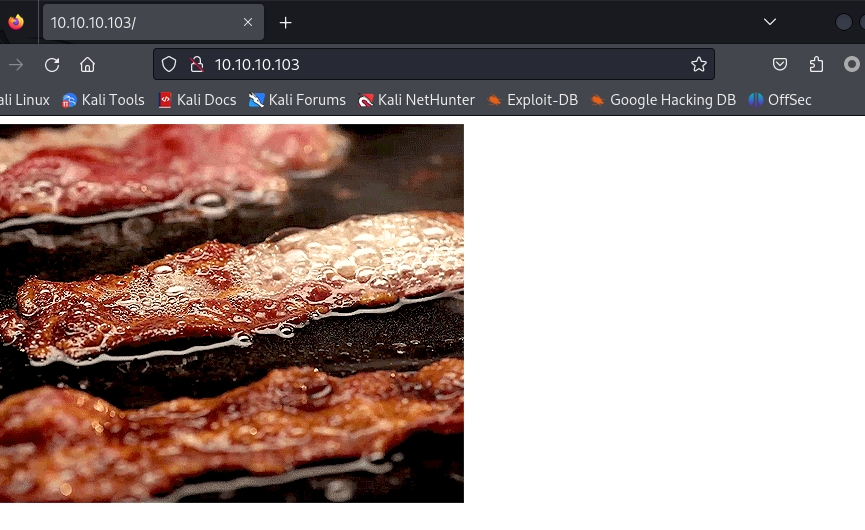 10.10.10.103/
10.10.10.103
ali Linux Kali Tools Kali Docs Kali Forums Kali NetHunter Exploit-DB Google Hacking DB OffSec